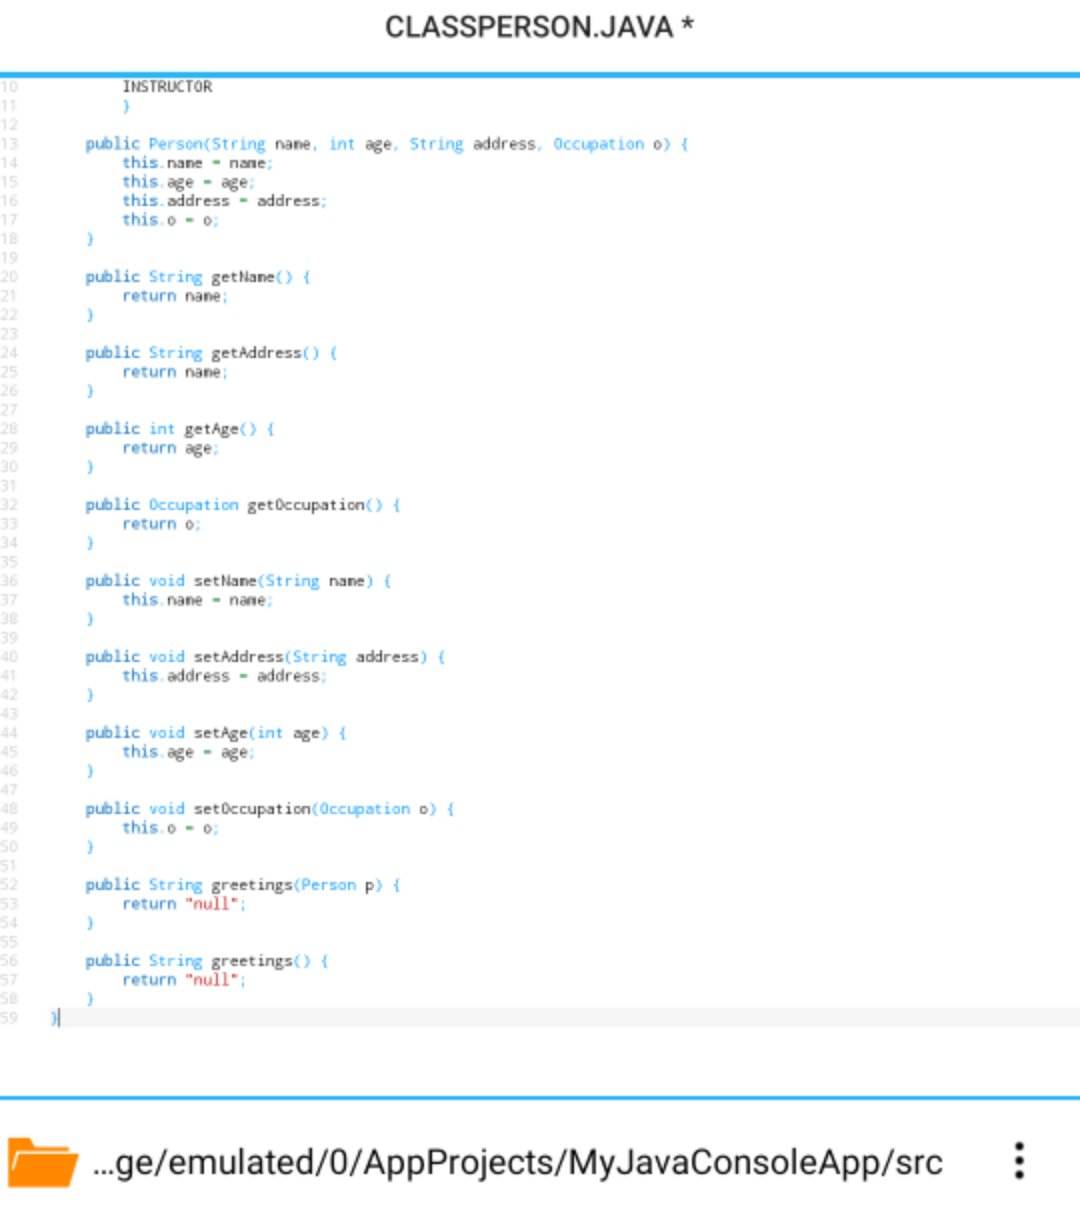 CLASSPERSON.JAVA *
10 INSTRUCTOR
11 }
12
13 public Person(String name, int age, String address, Occupation o) {
14 this.name = name;
15 this.age = age;
16 this.address = address;
17 this.o = o;
18 }
19
20 public String getName() {
21 return name;
22 }
23
24 public String getAddress() {
25 return name;
26 }
27
28 public int getAge() {
29 return age;
30 }
31
32 public Occupation getOccupation() {
33 return o;
34 }
35
36 public void setName(String name) {
37 this.name = name;
38 }
39
40 public void setAddress(String address) {
41 this.address = address;
42 }
43
44 public void setAge(int age) {
45 this.age = age;
46 }
47
48 public void setOccupation(Occupation o) {
49 this.o = o;
50 }
51
52 public String greetings(Person p) {
53 return "null";
54 }
55
56 public String greetings() {
57 return "null";
58 }
59 }
...ge/emulated/0/AppProjects/MyJavaConsoleApp/src